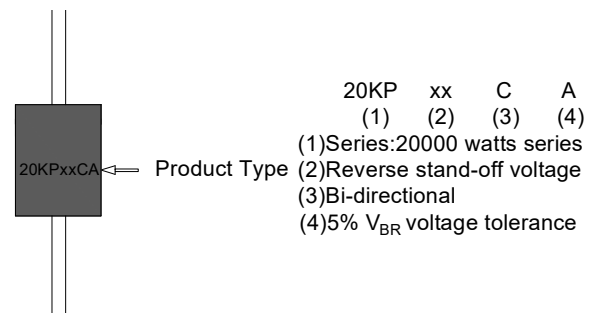 20KP xx C A
(1) (2) (3) (4)
(1)Series:20000 watts series
20KPxxCA Product Type (2)Reverse stand-off voltage
(3)Bi-directional
(4)5% VBR voltage tolerance